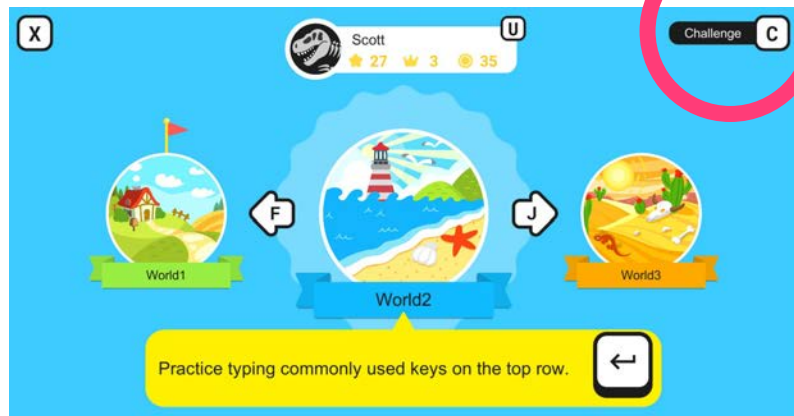 X
Scott
U
27 3 35
Challenge C
F
J
World1
World2
World3
Practice typing commonly used keys on the top row.